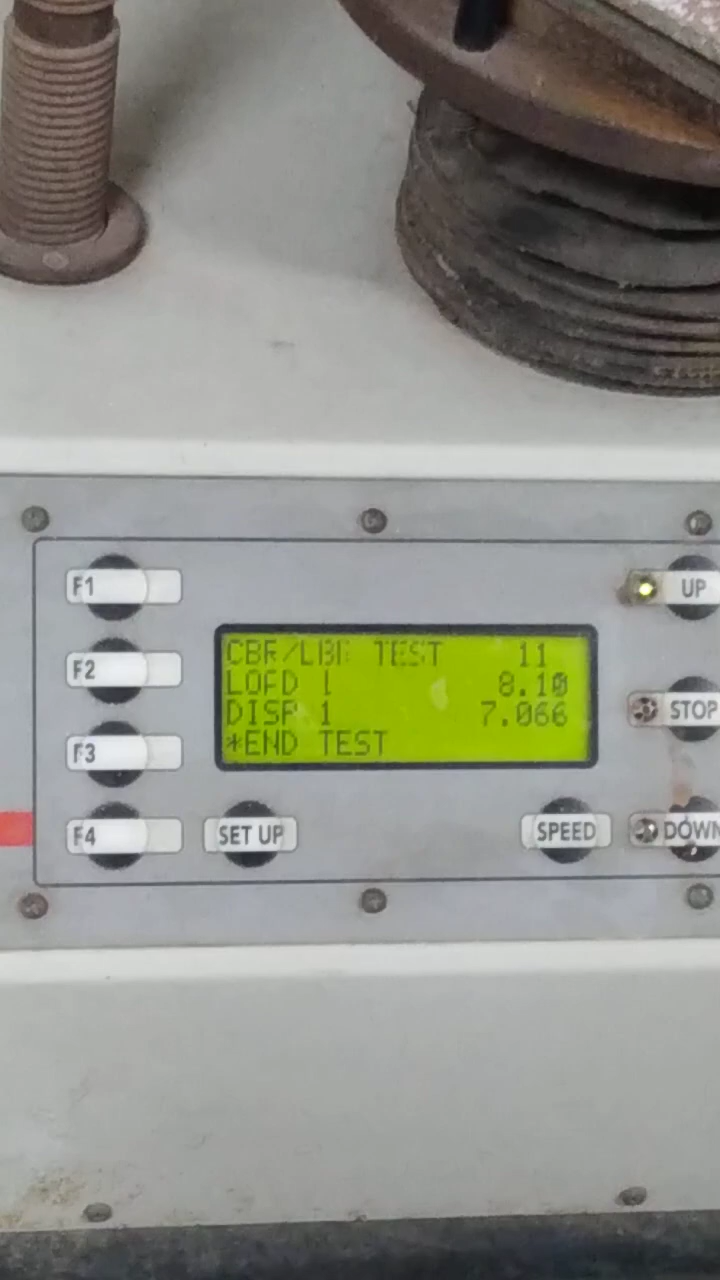 F1
UP
CBR/LBR TEST 11
F2
LOAD 1 8.10
STOP
DISP 1 7.066
F3
*END TEST
F4
SET UP
SPEED
DOWN